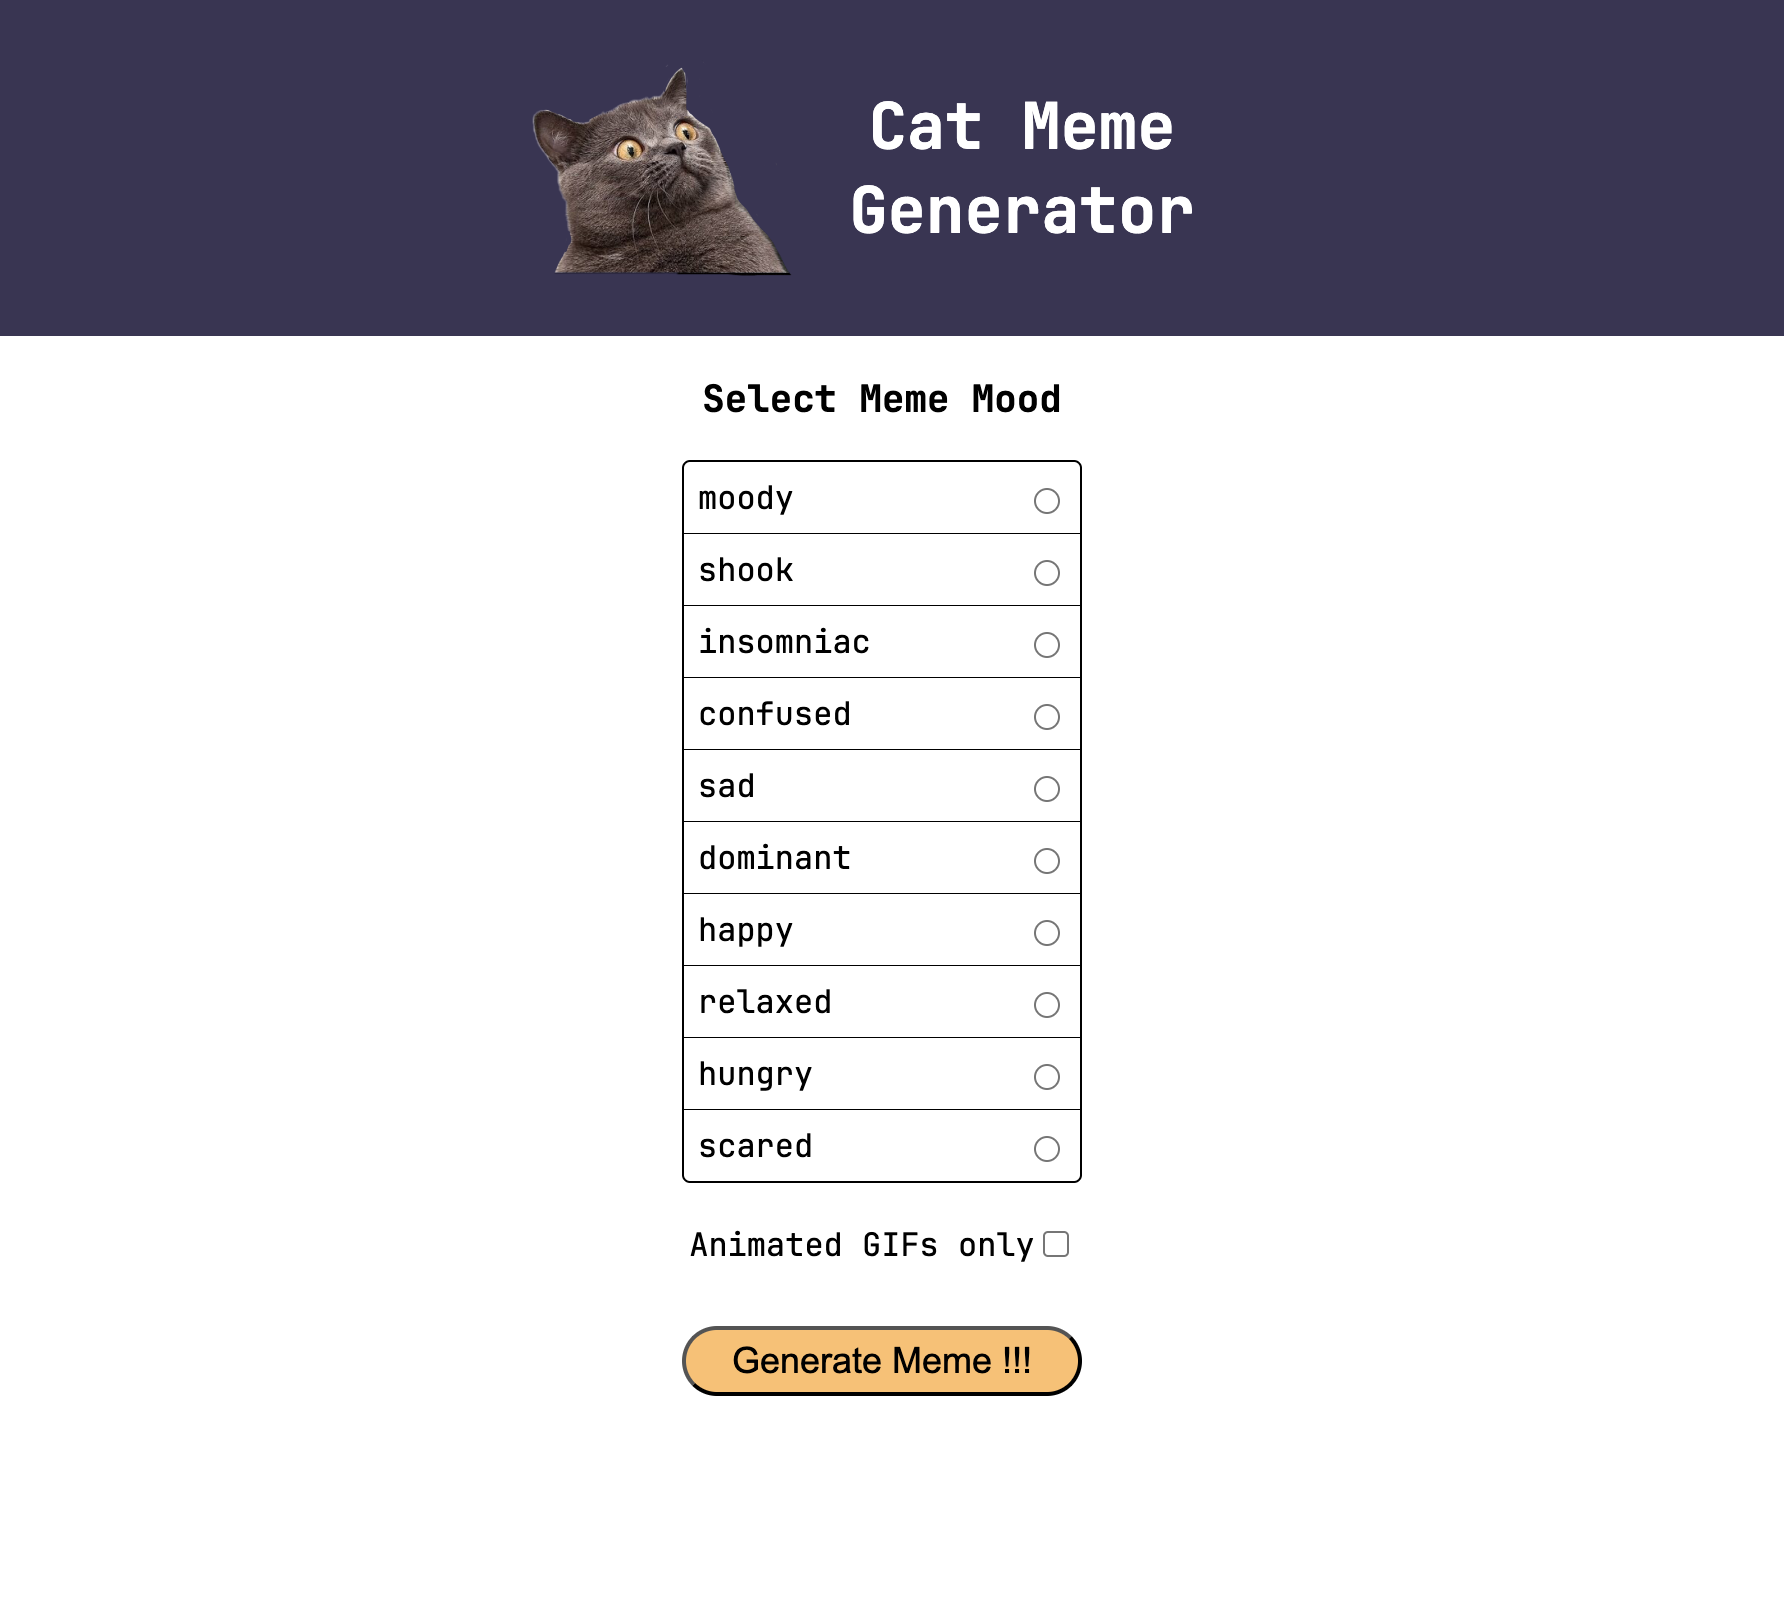 Cat Meme
Generator
Select Meme Mood
moody
shook
insomniac
confused
sad
dominant
happy
relaxed
hungry
scared
Animated GIFs only
Generate Meme !!!